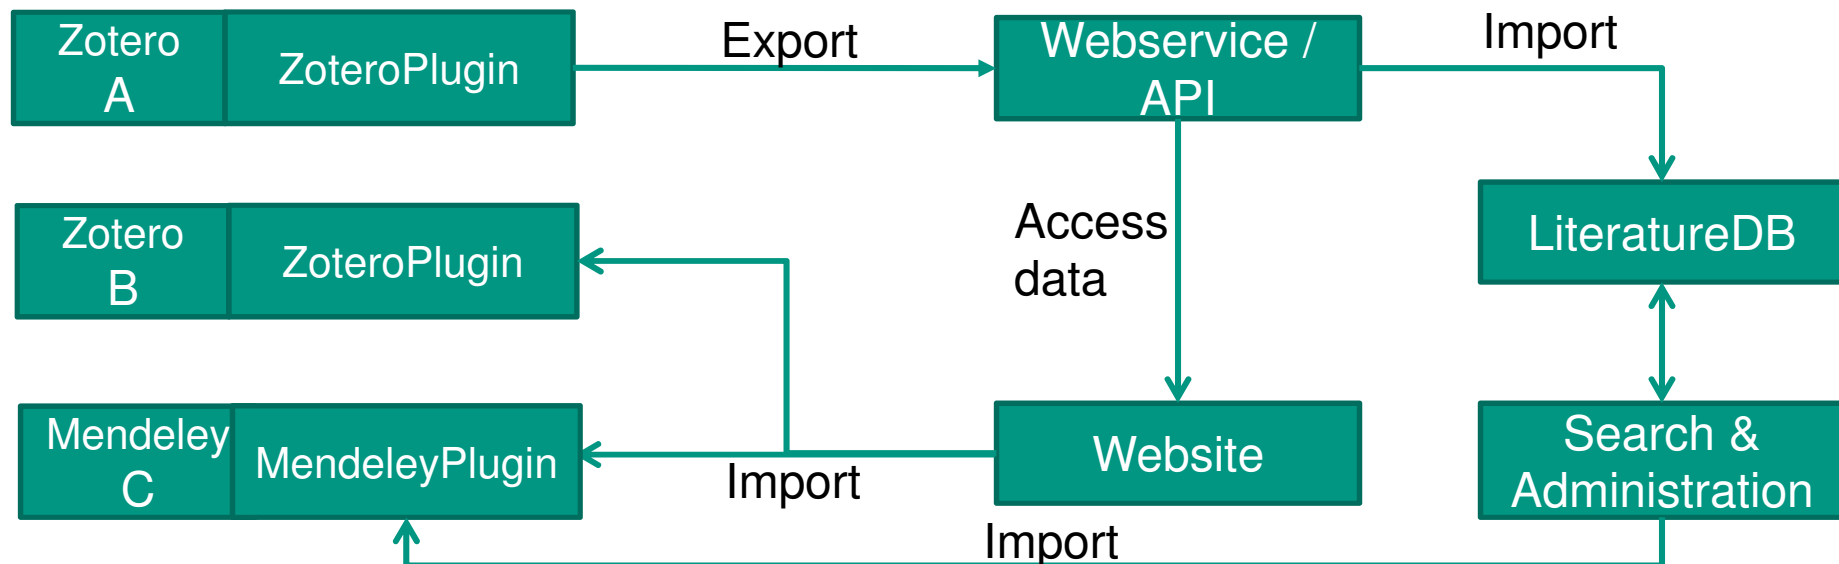 Zotero
A
ZoteroPlugin
Export
Webservice /
API
Import
Zotero
B
ZoteroPlugin
Access
data
LiteratureDB
Mendeley
C
MendeleyPlugin
Import
Website
Search &
Administration
Import